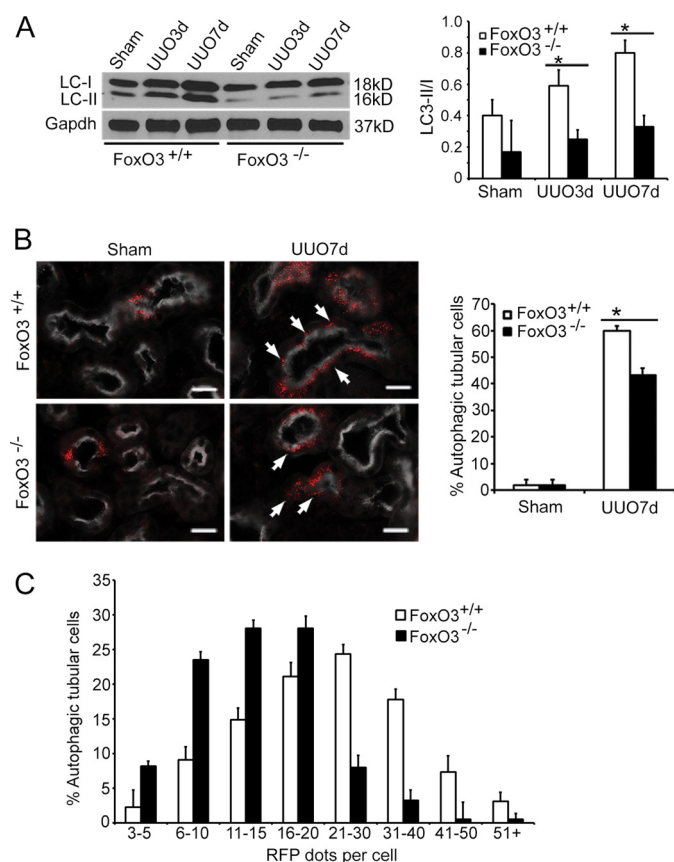 A
Sham UUO3d UUO7d Sham UUO3d UUO7d
LC-I
LC-II
Gapdh
18kD
16kD
37kD
FoxO3 +/+ FoxO3 -/-
LC3-II/I
1.0
0.8
0.6
0.4
0.2
0
FoxO3 +/+
FoxO3 -/-
* *
Sham UUO3d UUO7d
B
Sham UUO7d
FoxO3 +/+
FoxO3 -/-
% Autophagic tubular cells
70
60
50
40
30
20
10
0
FoxO3+/+
FoxO3-/-
*
Sham UUO7d
C
% Autophagic tubular cells
35
30
25
20
15
10
5
0
FoxO3+/+
FoxO3-/-
3-5 6-10 11-15 16-20 21-30 31-40 41-50 51+
RFP dots per cell